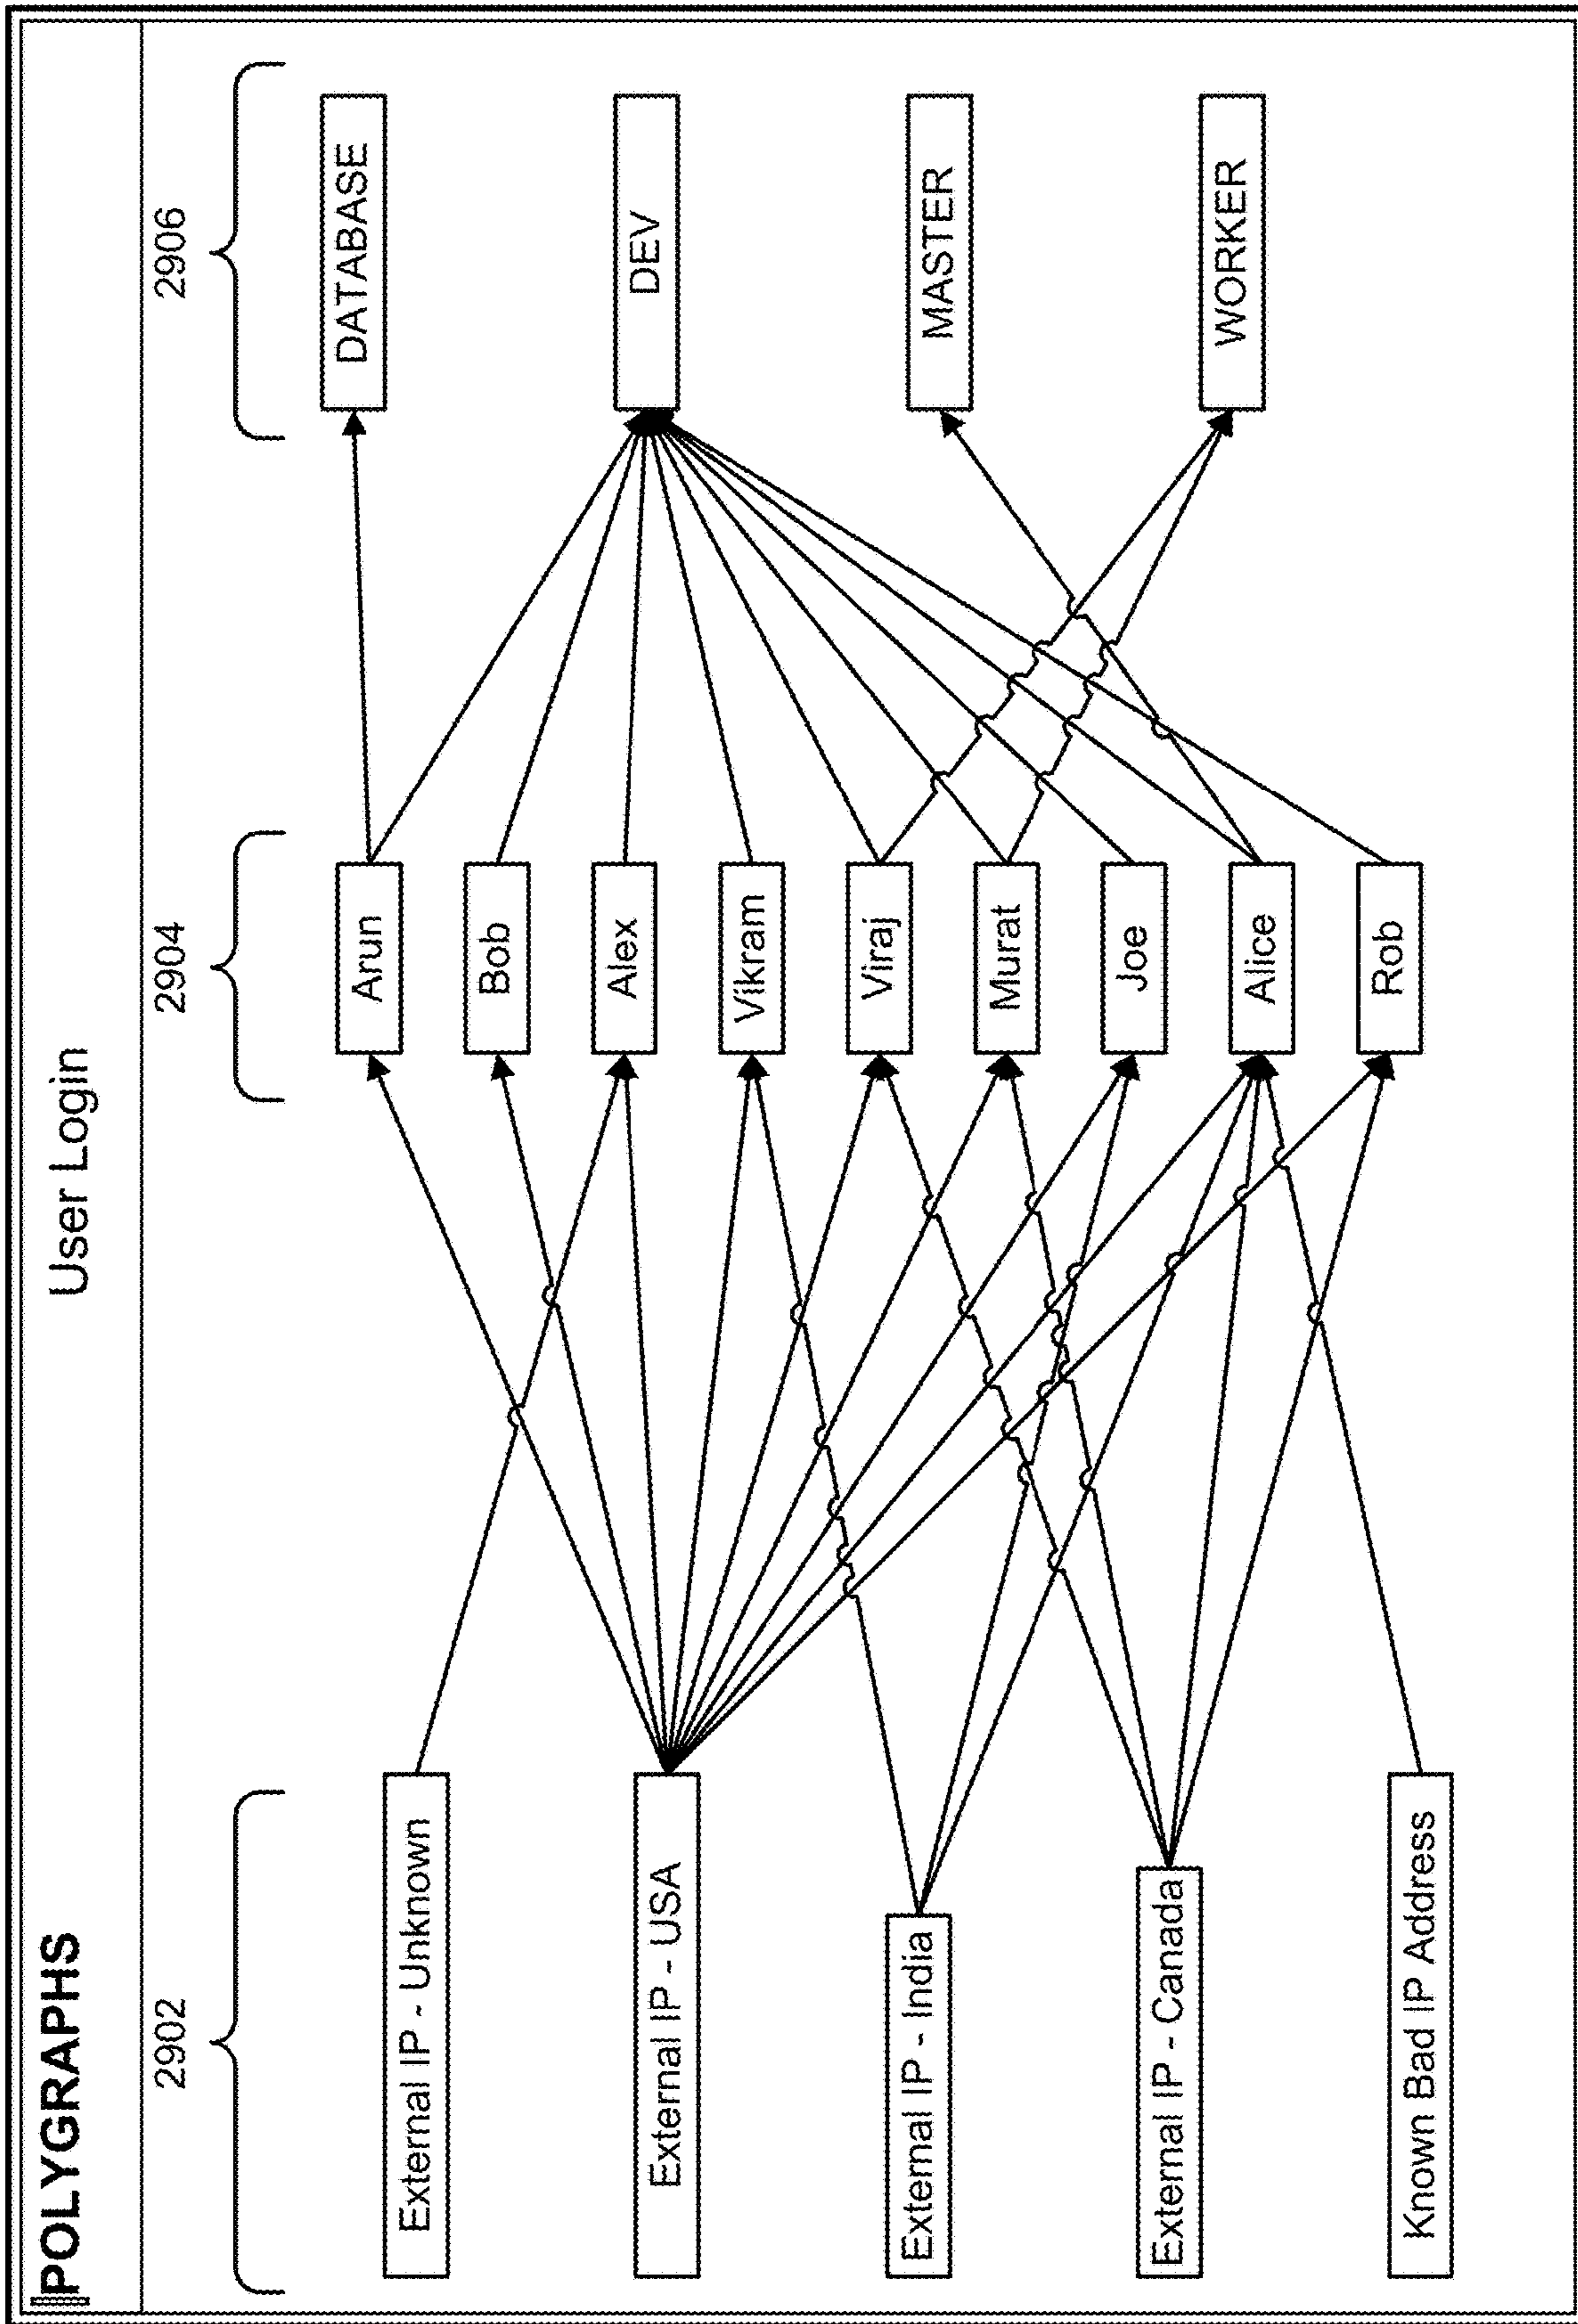 POLYGRAPHS
User Login
2902
2904
2906
External IP - Unknown
External IP - USA
External IP - India
External IP - Canada
Known Bad IP Address
Arun
Bob
Alex
Vikram
Viraj
Murat
Joe
Alice
Rob
DATABASE
DEV
MASTER
WORKER